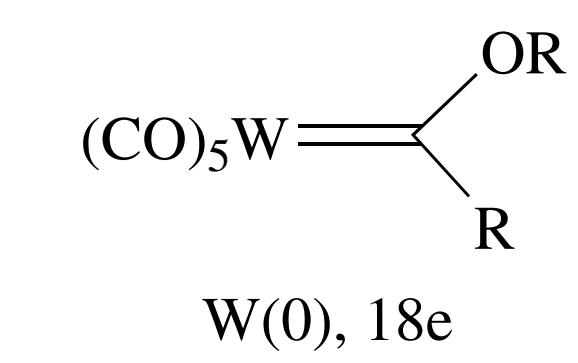 OR
(CO)₅W
R
W(0), 18e